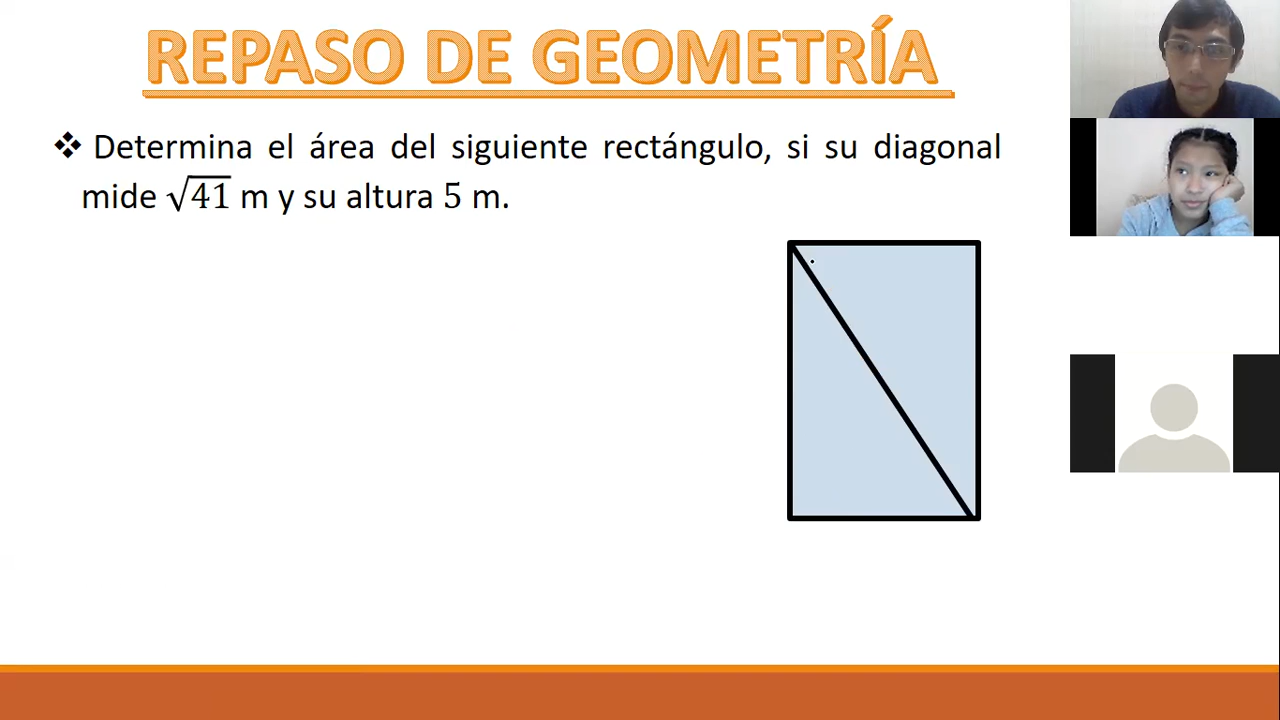 REPASO DE GEOMETRÍA
❖ Determina el área del siguiente rectángulo, si su diagonal
mide √41 m y su altura 5 m.